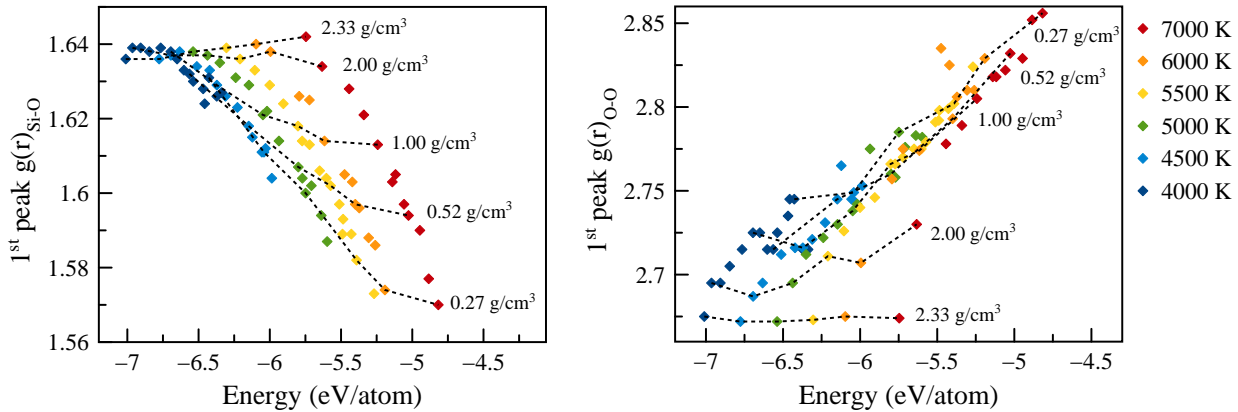 1st peak g(r)Si-O
1.64
1.62
1.6
1.58
1.56
2.33 g/cm3
2.00 g/cm3
1.00 g/cm3
0.52 g/cm3
0.27 g/cm3
−7
−6.5
−6
−5.5
−5
−4.5
Energy (eV/atom)
1st peak g(r)O-O
2.85
2.8
2.75
2.7
0.27 g/cm3
0.52 g/cm3
1.00 g/cm3
2.00 g/cm3
2.33 g/cm3
−7
−6.5
−6
−5.5
−5
−4.5
Energy (eV/atom)
7000 K
6000 K
5500 K
5000 K
4500 K
4000 K